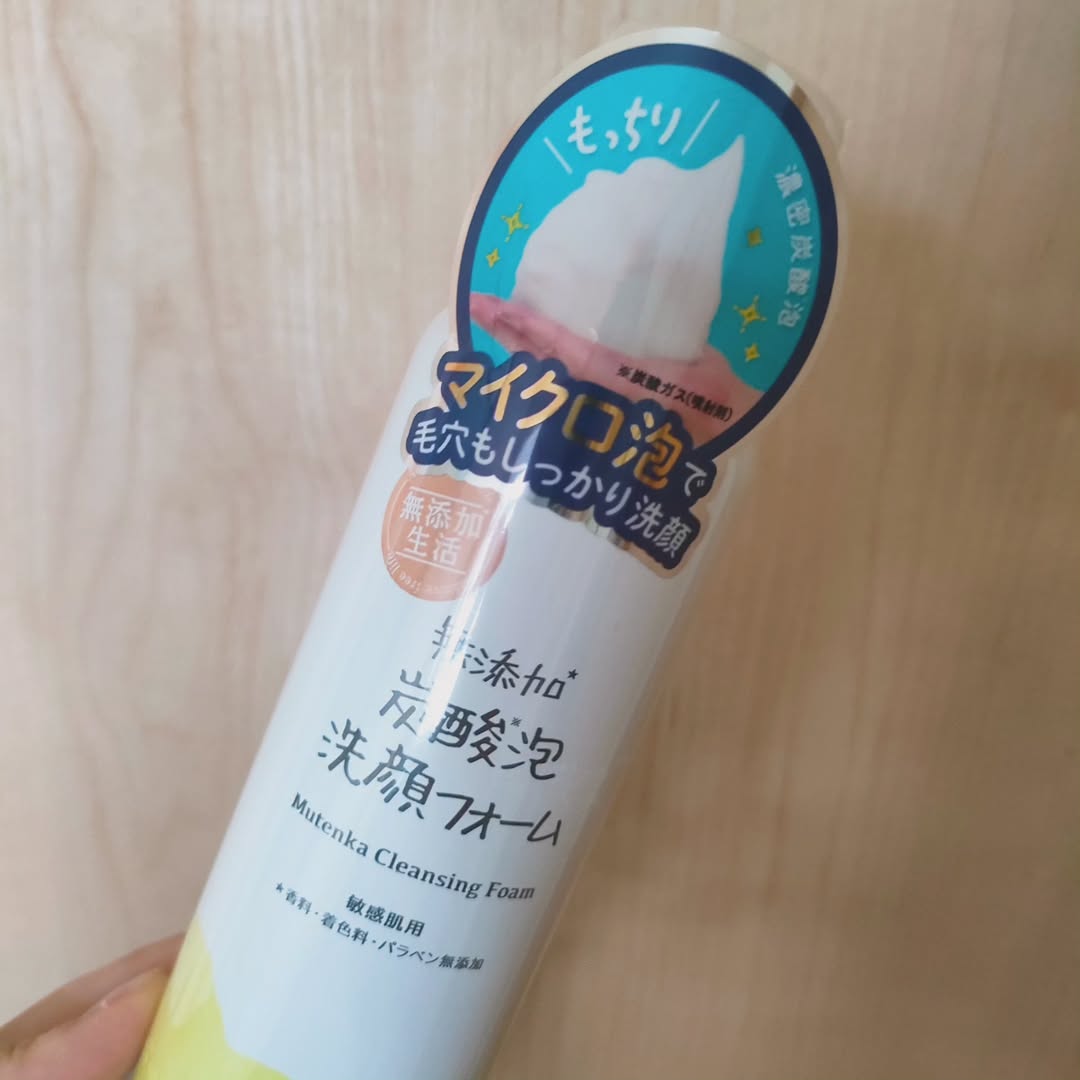 もっちり
濃密炭酸泡
※炭酸ガス(噴射剤)
マイクロ泡で
毛穴もしっかり洗顔
無添加
生活
無添加*
炭酸※泡
洗顔フォーム
Mutenka Cleansing Foam
敏感肌用
★香料・着色料・パラベン無添加